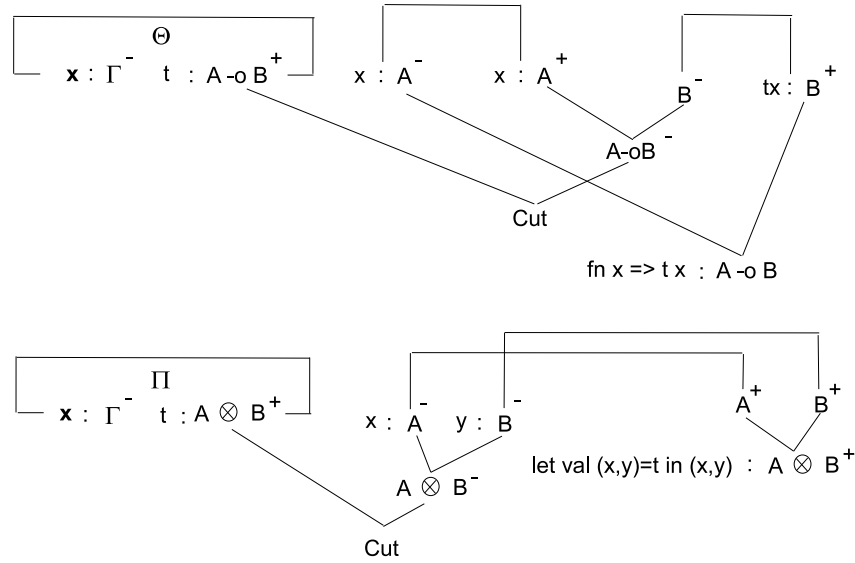 Θ
x : Γ⁻ t : A -o B⁺ x : A⁻ x : A⁺ B⁻ tx : B⁺
A-oB⁻
Cut
fn x => t x : A -o B
Π
x : Γ⁻ t : A ⊗ B⁺ x : A⁻ y : B⁻ A⁺ B⁺
A ⊗ B⁻ let val (x,y)=t in (x,y) : A ⊗ B⁺
Cut